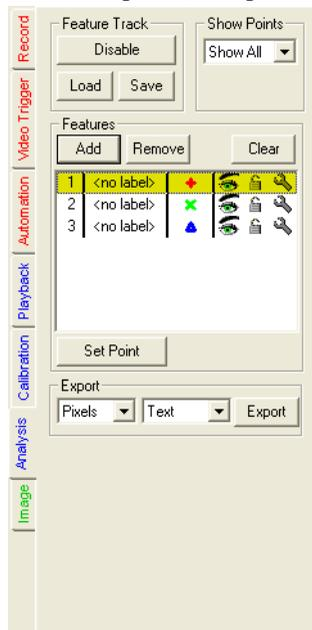 Record
Video Trigger
Automation
Playback
Calibration
Analysis
Image
Feature Track
Disable
Load Save
Show Points
Show All
Features
Add Remove Clear
1 <no label>
2 <no label>
3 <no label>
Set Point
Export
Pixels Text Export